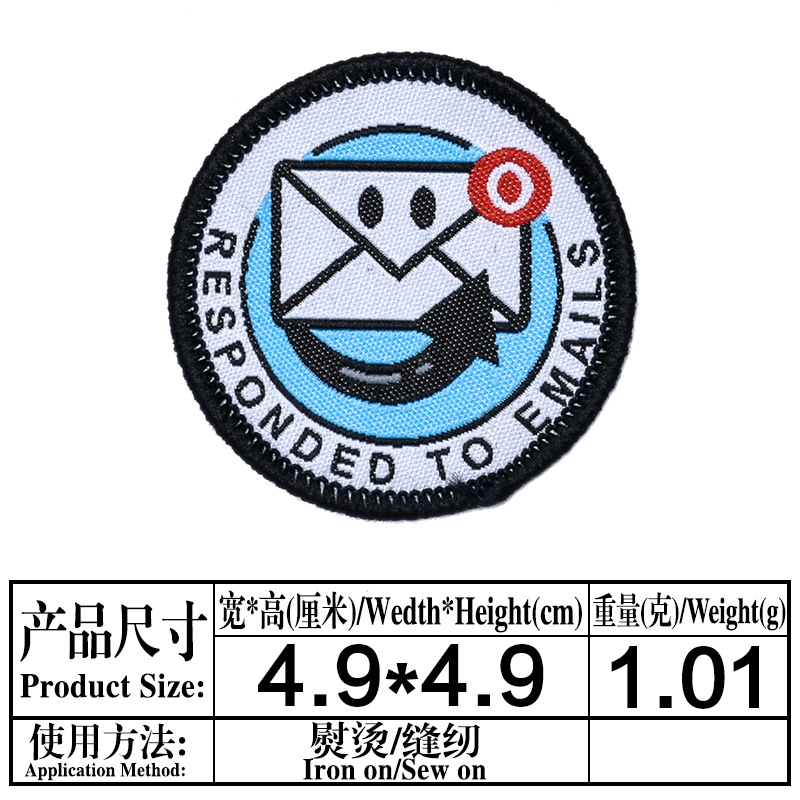 RESPONDED TO EMAILS
产品尺寸
Product Size:
宽*高(厘米)/Wedth*Height(cm)
重量(克)/Weight(g)
4.9*4.9
1.01
使用方法:
Application Method:
熨烫/缝纫
Iron on/Sew on